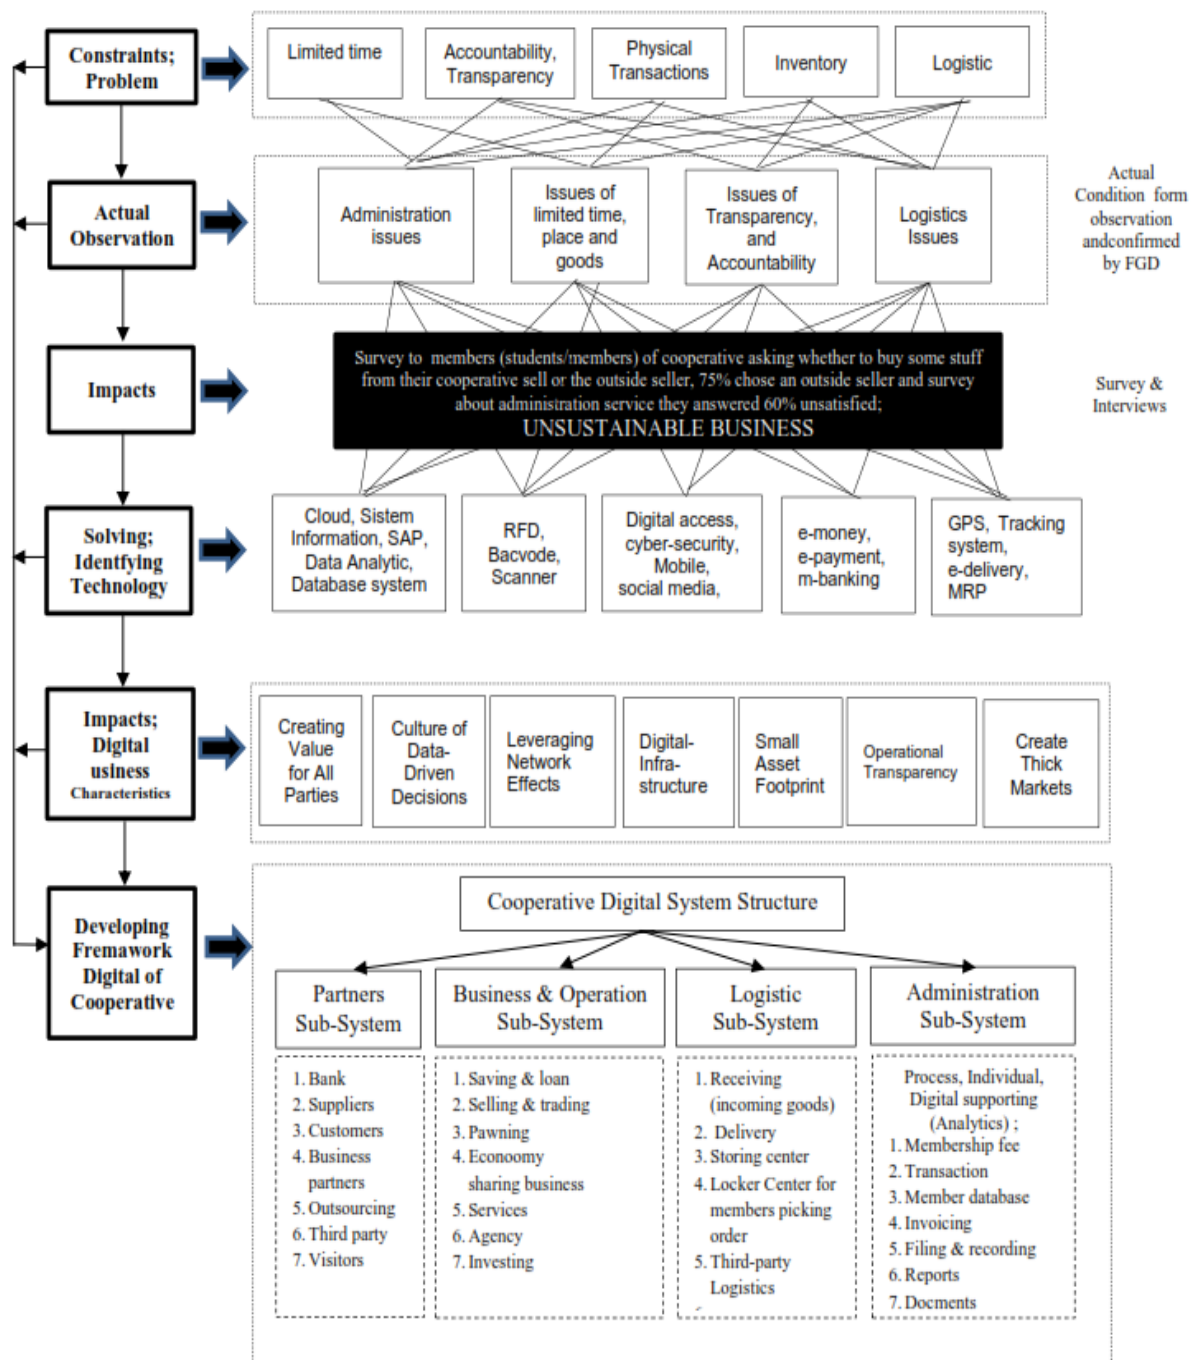 Constraints;
Problem
Limited time
Accountability,
Transparency
Physical
Transactions
Inventory
Logistic
Actual
Observation
Administration
issues
Issues of
limited time,
place and
goods
Issues of
Transparency,
and
Accountability
Logistics
Issues
Actual
Condition form
observation
andconfirmed
by FGD
Impacts
Survey to members (students/members) of cooperative asking whether to buy some stuff
from their cooperative sell or the outside seller, 75% chose an outside seller and survey
about administration service they answered 60% unsatisfied;
UNSUSTAINABLE BUSINESS
Survey &
Interviews
Solving;
Identfying
Technology
Cloud, Sistem
Information, SAP,
Data Analytic,
Database system
RFD,
Bacvode,
Scanner
Digital access,
cyber-security,
Mobile,
social media,
e-money,
e-payment,
m-banking
GPS, Tracking
system,
e-delivery,
MRP
Impacts;
Digital
usiness
Characteristics
Creating
Value
for All
Parties
Culture of
Data-
Driven
Decisions
Leveraging
Network
Effects
Digital-
Infra-
structure
Small
Asset
Footprint
Operational
Transparency
Create
Thick
Markets
Developing
Fremawork
Digital of
Cooperative
Cooperative Digital System Structure
Partners
Sub-System
Business & Operation
Sub-System
Logistic
Sub-System
Administration
Sub-System
1. Bank
2. Suppliers
3. Customers
4. Business
partners
5. Outsourcing
6. Third party
7. Visitors
1. Saving & loan
2. Selling & trading
3. Pawning
4. Econoomy
sharing business
5. Services
6. Agency
7. Investing
1. Receiving
(incoming goods)
2. Delivery
3. Storing center
4. Locker Center for
members picking
order
5. Third-party
Logistics
Process, Individual,
Digital supporting
(Analytics) ;
1. Membership fee
2. Transaction
3. Member database
4. Invoicing
5. Filing & recording
6. Reports
7. Docments